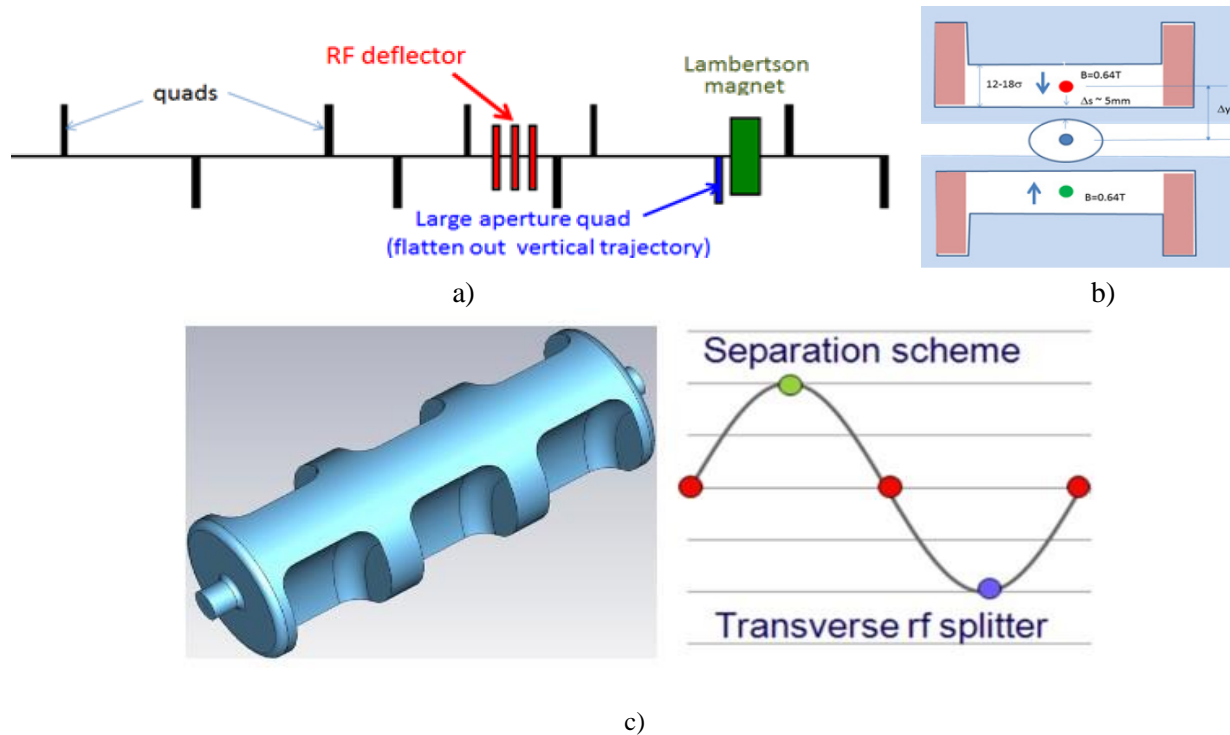 RF deflector
Lambertson
magnet
quads
Large aperture quad
(flatten out vertical trajectory)
a)
12-18σ
B=0.64T
Δs ~ 5mm
Δy
B=0.64T
b)
Separation scheme
Transverse rf splitter
c)